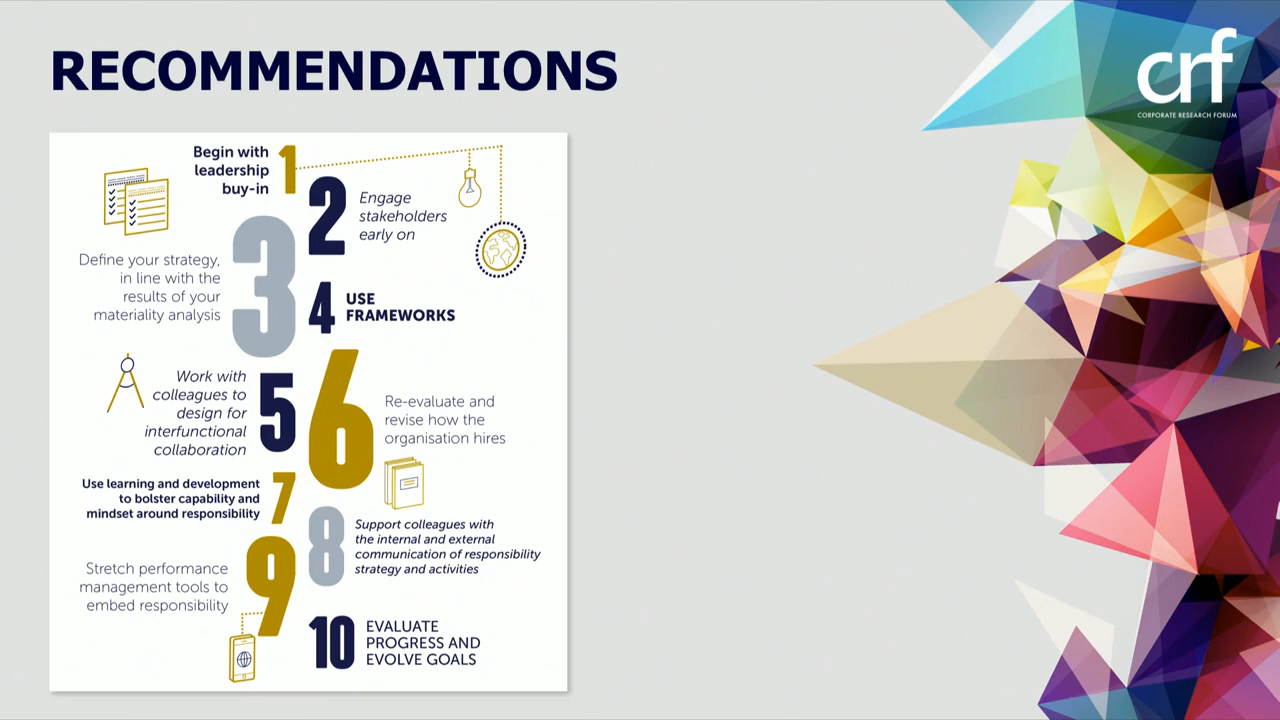 RECOMMENDATIONS
crf
CORPORATE RESEARCH FORUM
Begin with
leadership
buy-in
1
2
Engage
stakeholders
early on
Define your strategy,
in line with the
results of your
materiality analysis
3
4
USE
FRAMEWORKS
Work with
colleagues to
design for
interfunctional
collaboration
5
6
Re-evaluate and
revise how the
organisation hires
Use learning and development
to bolster capability and
mindset around responsibility
7
8
Support colleagues with
the internal and external
communication of responsibility
strategy and activities
Stretch performance
management tools to
embed responsibility
9
10
EVALUATE
PROGRESS AND
EVOLVE GOALS